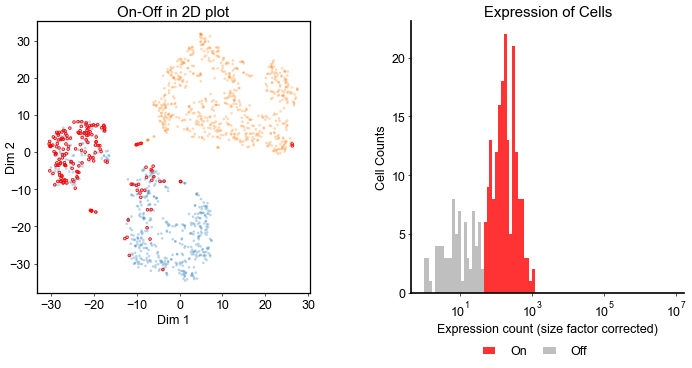 On-Off in 2D plot
30
20
10
0
−10
−20
−30
Dim 2
−30 −20 −10 0 10 20 30
Dim 1
Expression of Cells
20
15
10
5
0
Cell Counts
10^1 10^3 10^5 10^7
Expression count (size factor corrected)
On Off